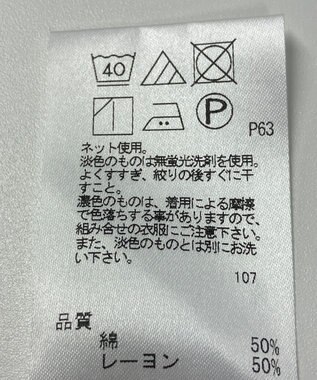 40
P
P63
ネット使用。
淡色のものは無蛍光洗剤を使用。
よくすすぎ、絞りの後すぐに干
すこと。
濃色のものは、着用による摩擦
で色落ちする事がありますので、
組み合せの衣服にご注意下さい。
また、淡色のものとは別にお洗
い下さい。
107
品質
綿 50%
レーヨン 50%